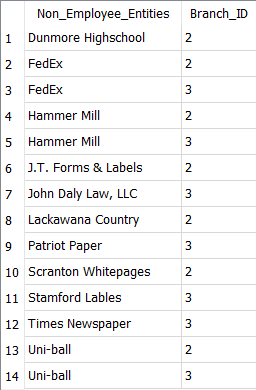 Non_Employee_Entities Branch_ID
1 Dunmore Highschool 2
2 FedEx 2
3 FedEx 3
4 Hammer Mill 2
5 Hammer Mill 3
6 J.T. Forms & Labels 2
7 John Daly Law, LLC 3
8 Lackawana Country 2
9 Patriot Paper 3
10 Scranton Whitepages 2
11 Stamford Lables 3
12 Times Newspaper 3
13 Uni-ball 2
14 Uni-ball 3